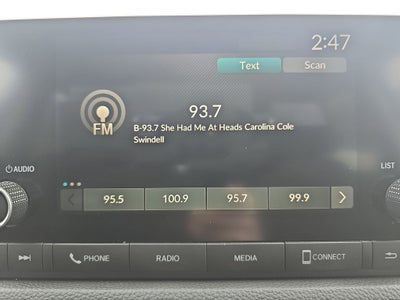 2:47
Text Scan
93.7
FM
B-93.7 She Had Me At Heads Carolina Cole
Swindell
AUDIO
LIST
95.5 100.9 95.7 99.9
PHONE RADIO MEDIA CONNECT